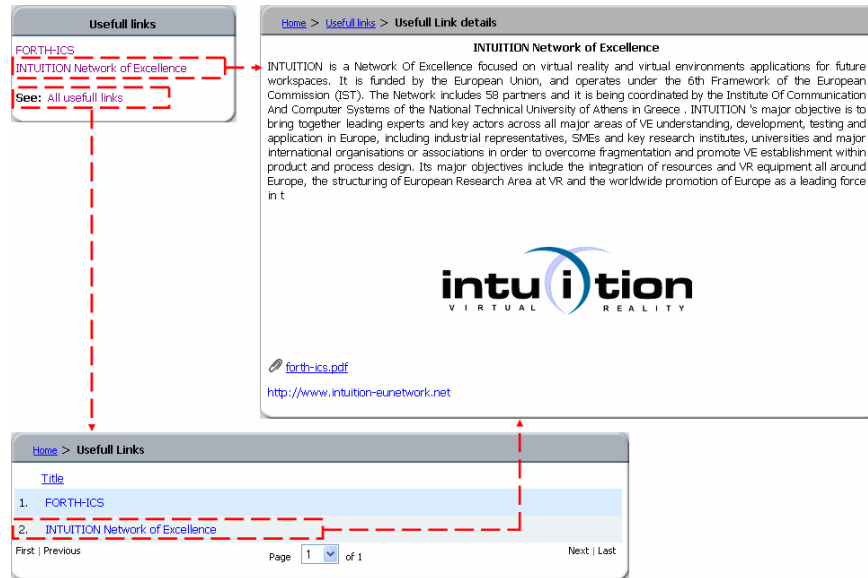 Usefull links
FORTH-ICS
INTUITION Network of Excellence
See: All usefull links
Home > Usefull links > Usefull Link details
INTUITION Network of Excellence
INTUITION is a Network Of Excellence focused on virtual reality and virtual environments applications for future
workspaces. It is funded by the European Union, and operates under the 6th Framework of the European
Commission (IST). The Network includes 58 partners and it is being coordinated by the Institute Of Communication
And Computer Systems of the National Technical University of Athens in Greece . INTUITION 's major objective is to
bring together leading experts and key actors across all major areas of VE understanding, development, testing and
application in Europe, including industrial representatives, SMEs and key research institutes, universities and major
international organisations or associations in order to overcome fragmentation and promote VE establishment within
product and process design. Its major objectives include the integration of resources and VR equipment all around
Europe, the structuring of European Research Area at VR and the worldwide promotion of Europe as a leading force
in t
intuition
VIRTUAL REALITY
forth-ics.pdf
http://www.intuition-eunetwork.net
Home > Usefull Links
Title
1. FORTH-ICS
2. INTUITION Network of Excellence
First | Previous Page 1 of 1 Next | Last